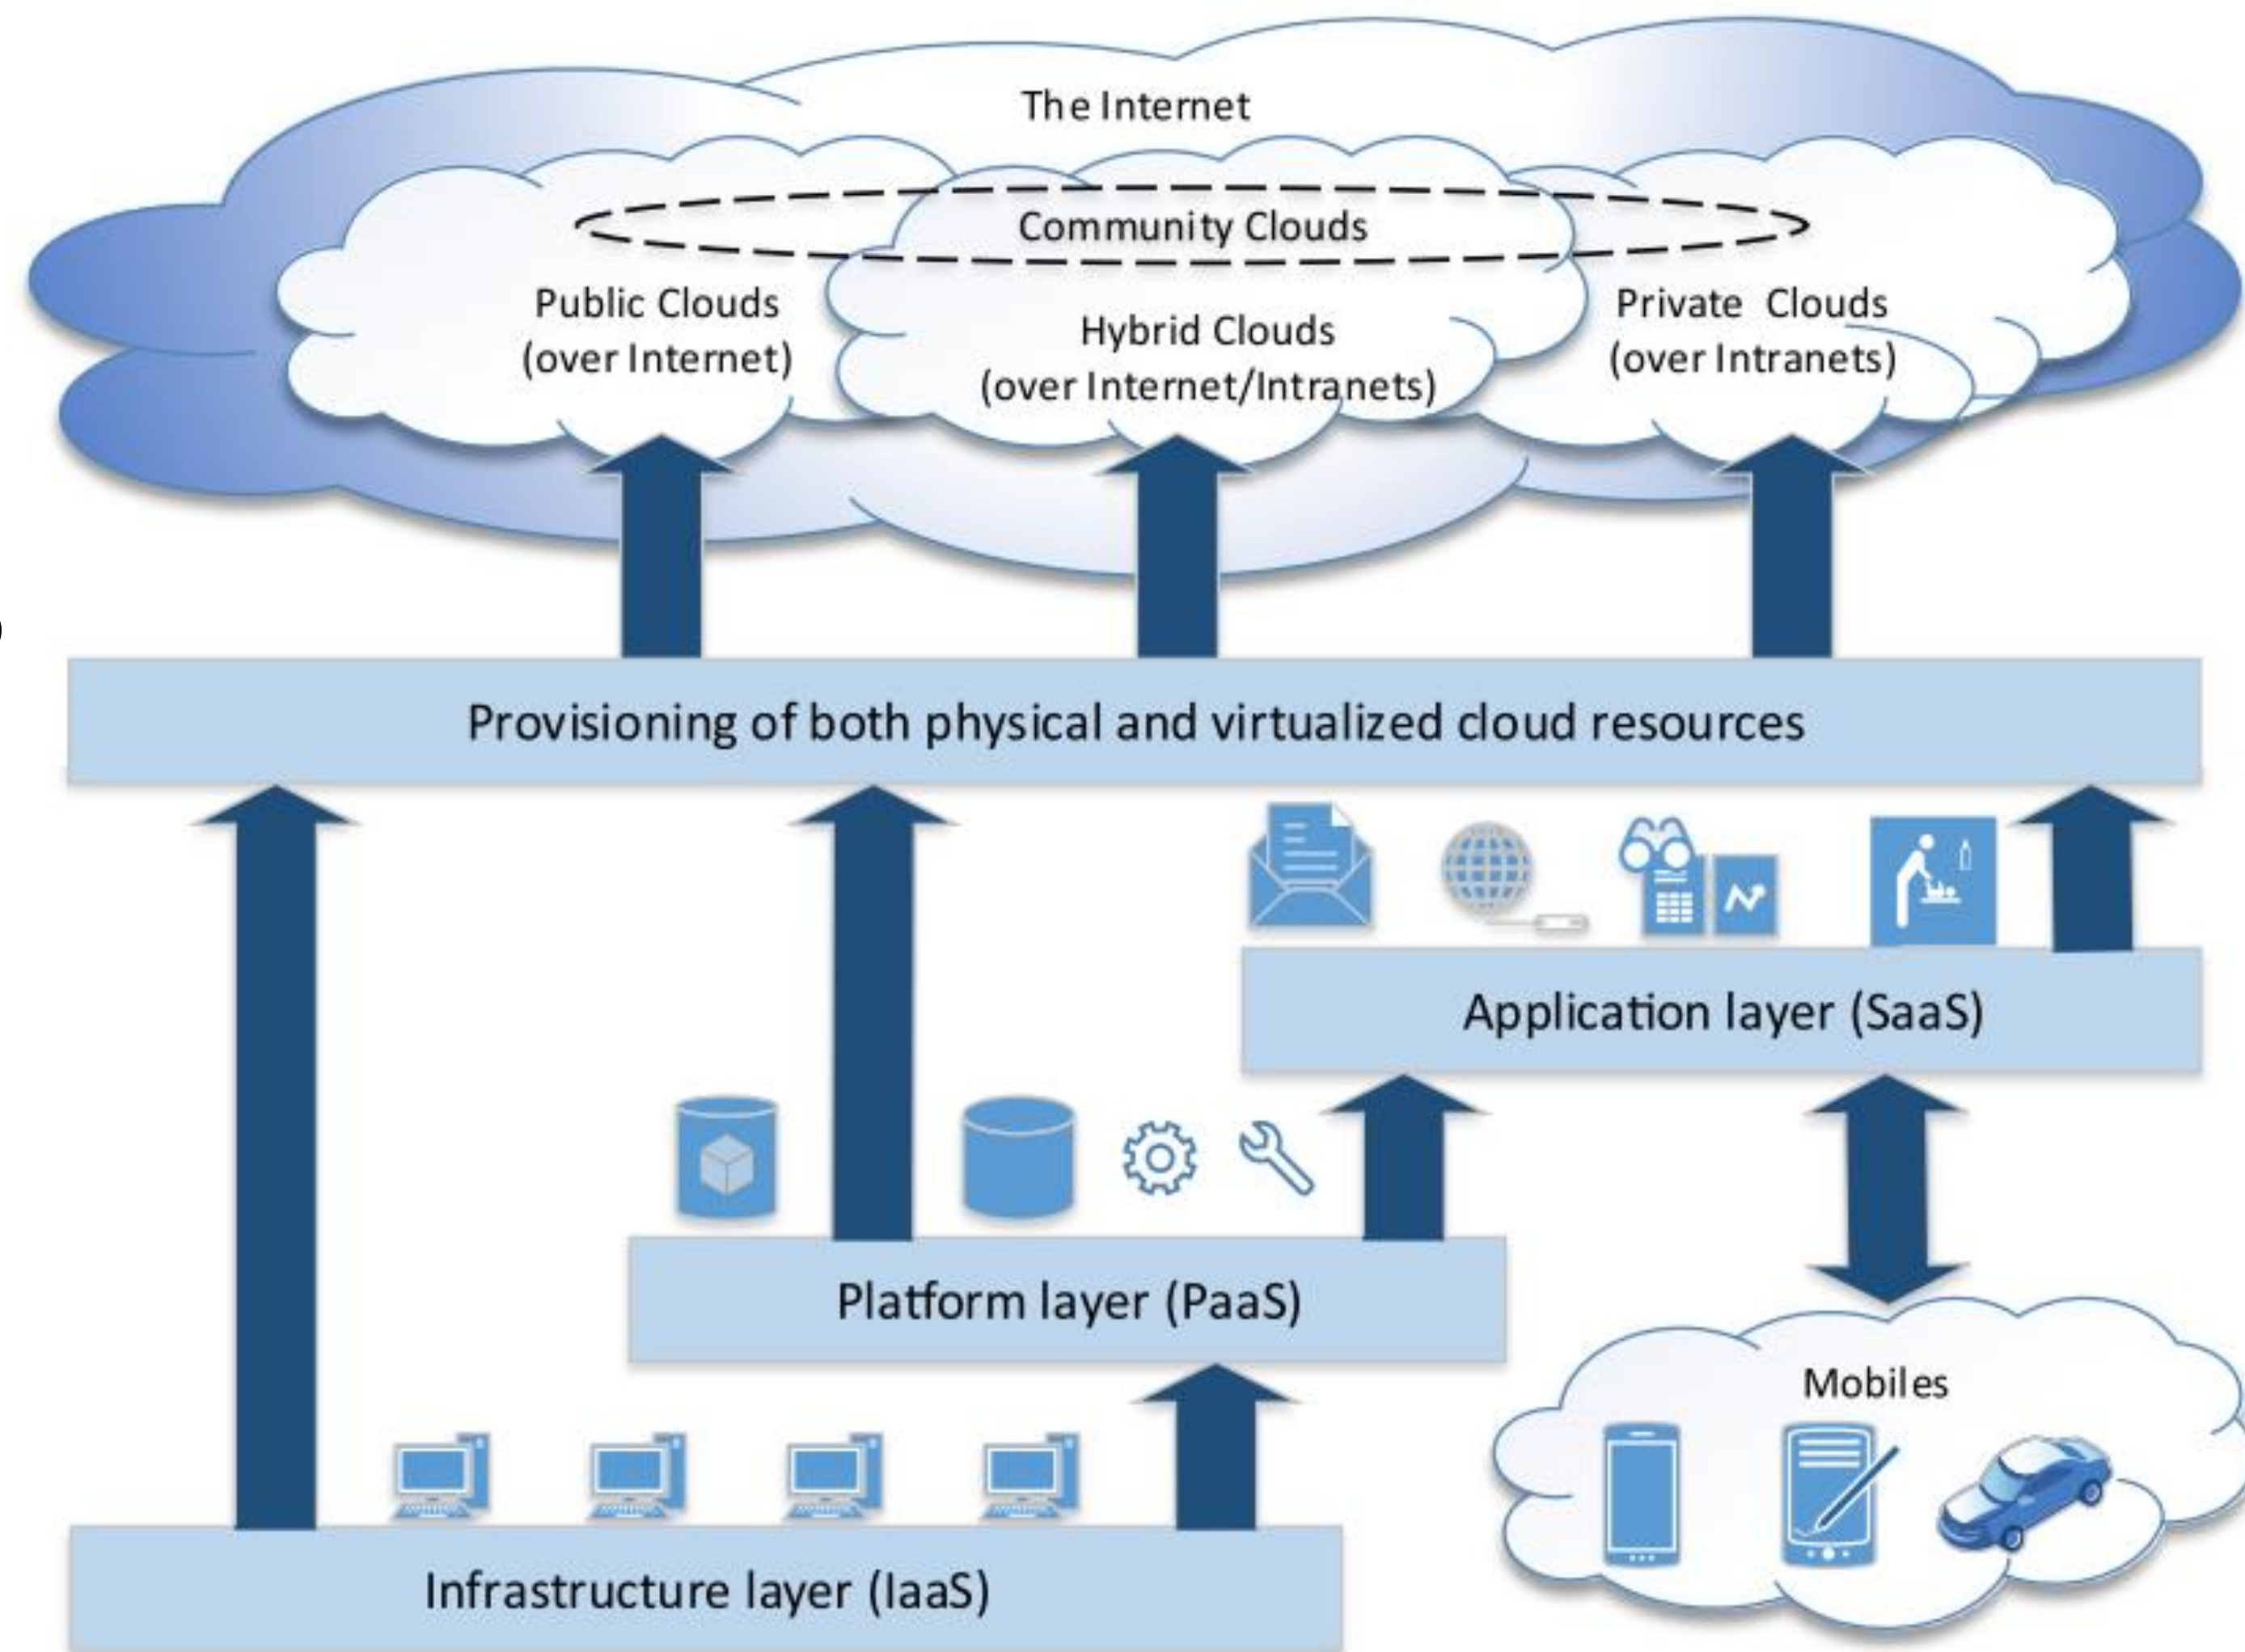 The Internet
Community Clouds
Public Clouds
(over Internet)
Hybrid Clouds
(over Internet/Intranets)
Private Clouds
(over Intranets)
)
Provisioning of both physical and virtualized cloud resources
Application layer (SaaS)
Platform layer (PaaS)
Mobiles
Infrastructure layer (IaaS)